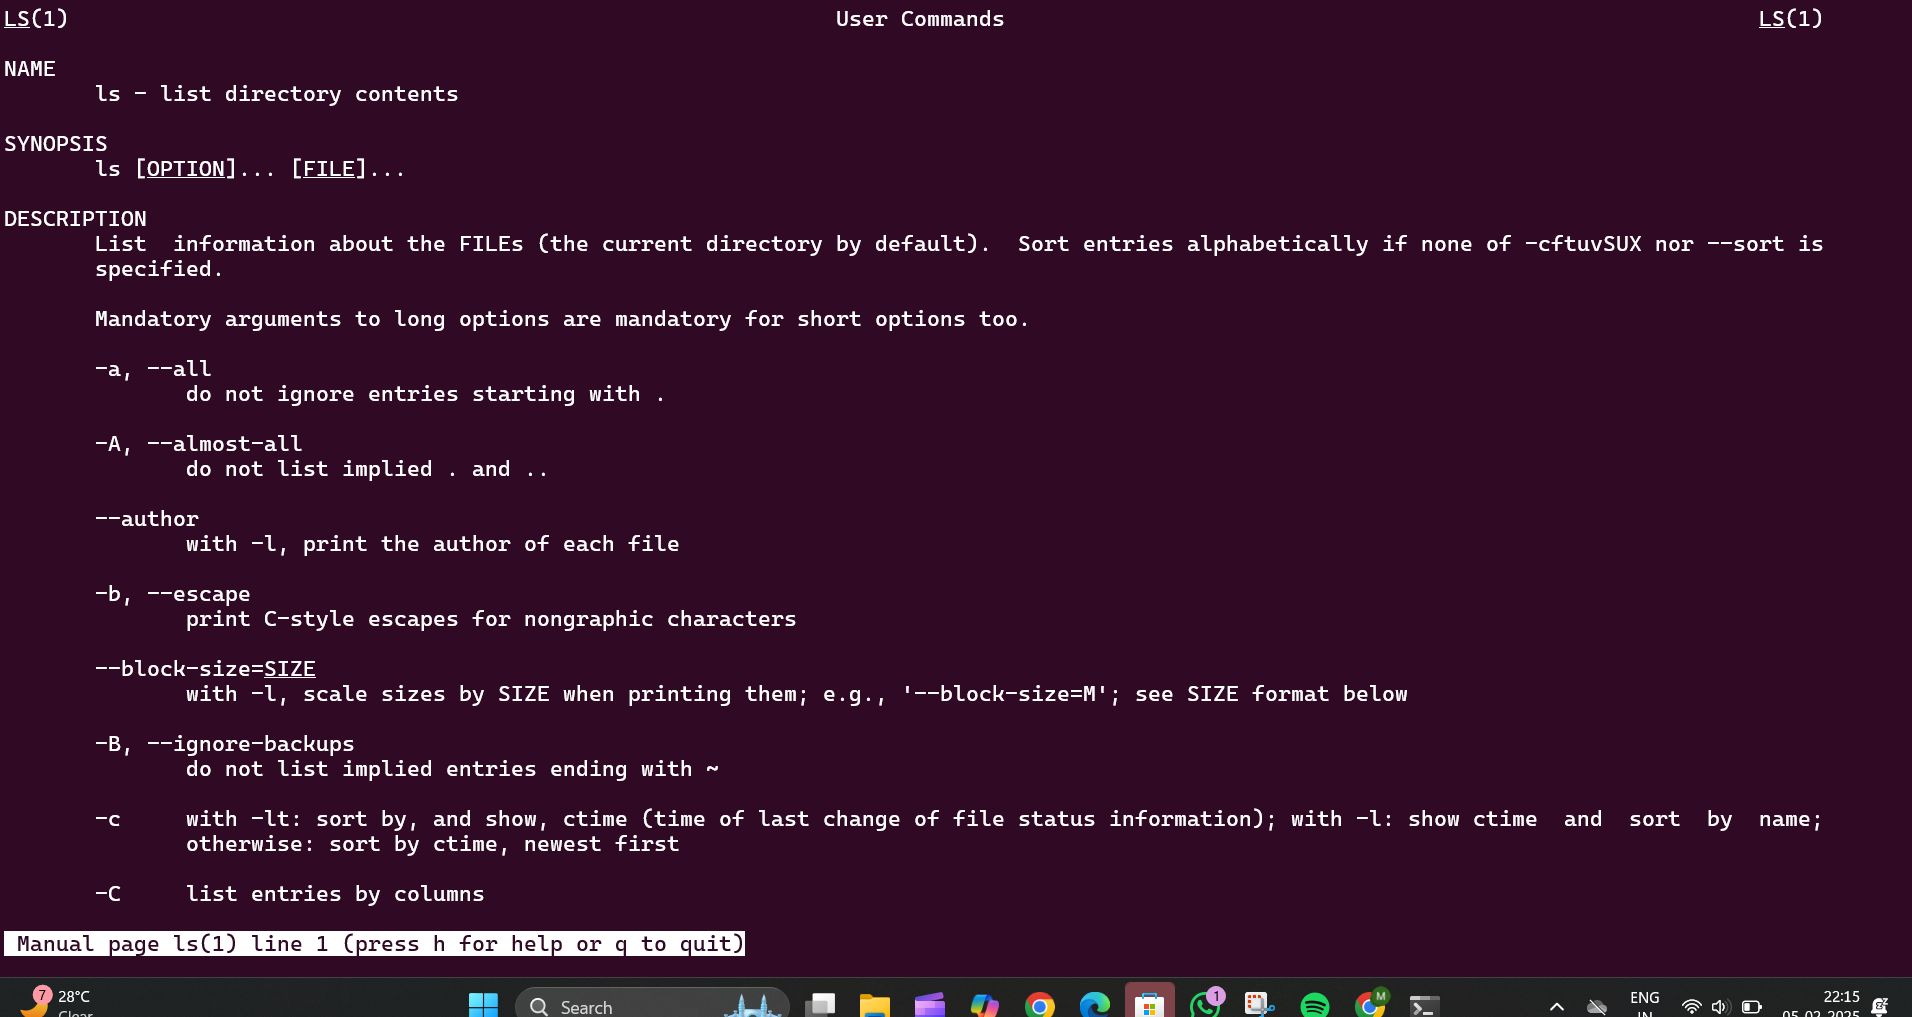 LS(1) User Commands LS(1)
NAME
ls - list directory contents
SYNOPSIS
ls [OPTION]... [FILE]...
DESCRIPTION
List  information about the FILEs (the current directory by default).  Sort entries alphabetically if none of -cftuvSUX nor --sort is
specified.
Mandatory arguments to long options are mandatory for short options too.
-a, --all
do not ignore entries starting with .
-A, --almost-all
do not list implied . and ..
--author
with -l, print the author of each file
-b, --escape
print C-style escapes for nongraphic characters
--block-size=SIZE
with -l, scale sizes by SIZE when printing them; e.g., '--block-size=M'; see SIZE format below
-B, --ignore-backups
do not list implied entries ending with ~
-c     with -lt: sort by, and show, ctime (time of last change of file status information); with -l: show ctime  and  sort  by  name;
otherwise: sort by ctime, newest first
-C     list entries by columns
Manual page ls(1) line 1 (press h for help or q to quit)
7 28°C
Clear
Search
1
M
ENG
IN
22:15
05-02-2025